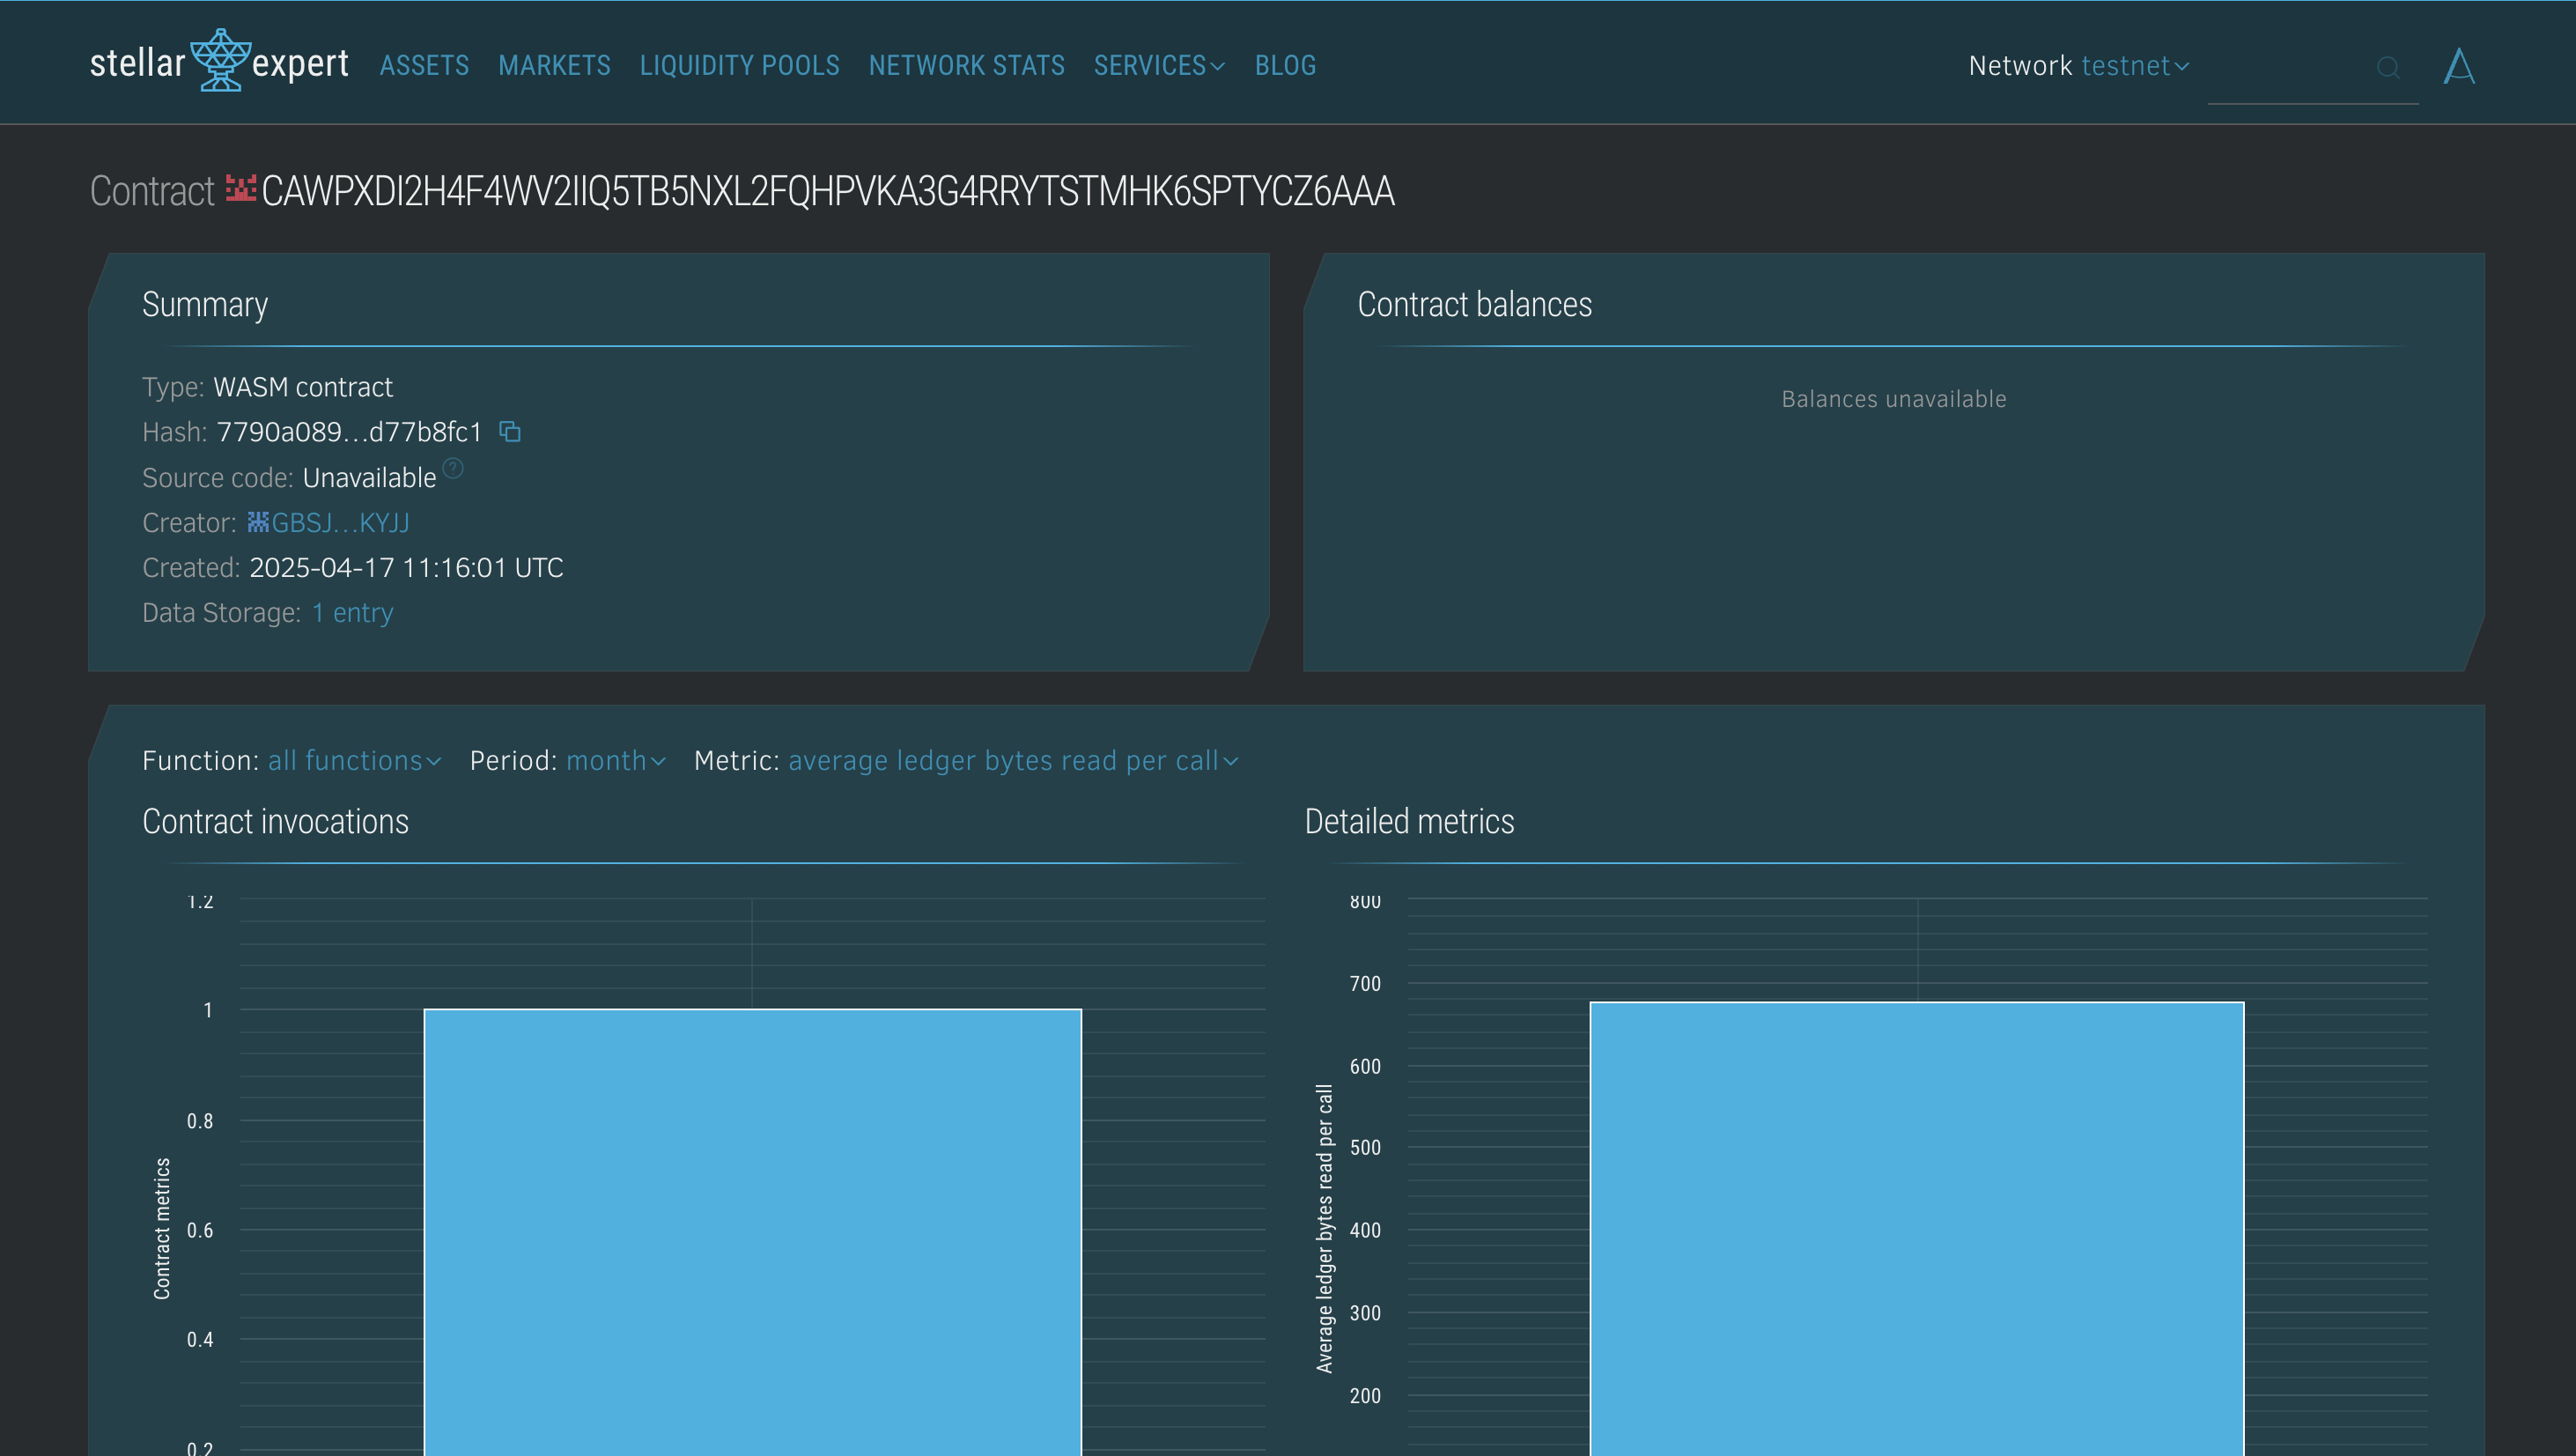 stellar expert ASSETS MARKETS LIQUIDITY POOLS NETWORK STATS SERVICES BLOG Network testnet
Contract CAWPXDI2H4F4WV2IIQ5TB5NXL2FQHPVKA3G4RRYTSTMHK6SPTYCZ6AAA
Summary
Type: WASM contract
Hash: 7790a089…d77b8fc1
Source code: Unavailable ?
Creator: GBSJ…KYJJ
Created: 2025-04-17 11:16:01 UTC
Data Storage: 1 entry
Contract balances
Balances unavailable
Function: all functions Period: month Metric: average ledger bytes read per call
Contract invocations
1.2
1
0.8
0.6
0.4
0.2
Contract metrics
Detailed metrics
800
700
600
500
400
300
200
Average ledger bytes read per call